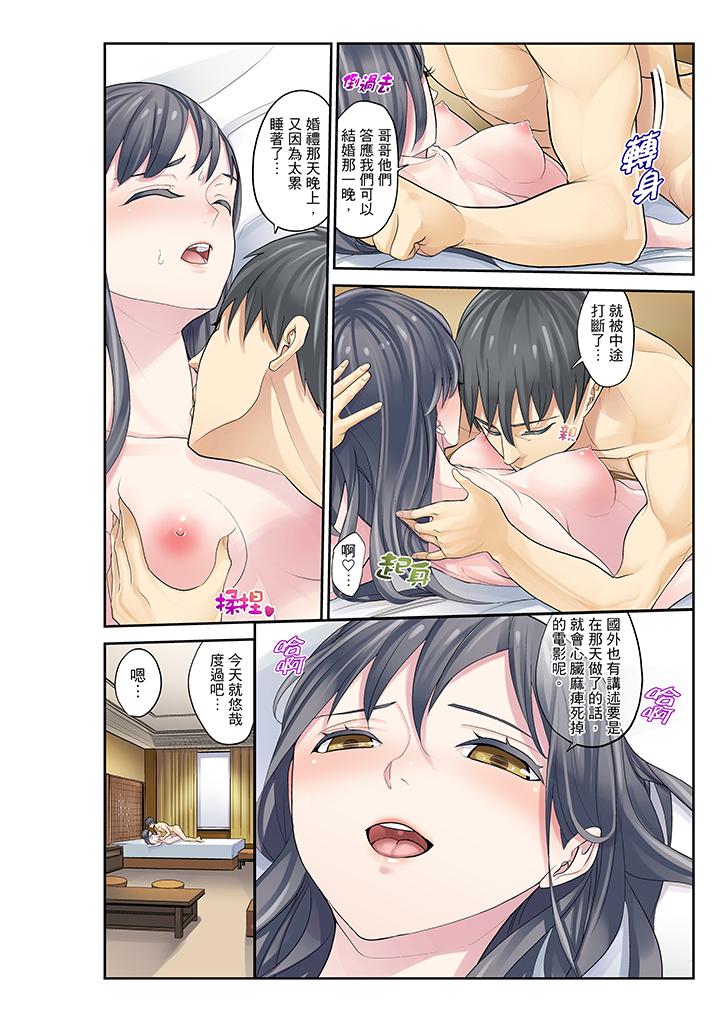 倒過去
哥哥他們
答應我們可以
結婚那一晚，
轉身
婚禮那天晚上，
又因為太累
睡著了…
就被中途
打斷了…
親
啊♡…
起身
揉捏♥
國外也有講述要是
在那天做了的話，
就會心臟麻痺死掉
的電影呢。
哈啊
哈啊
今天就悠哉
度過吧…
嗯…